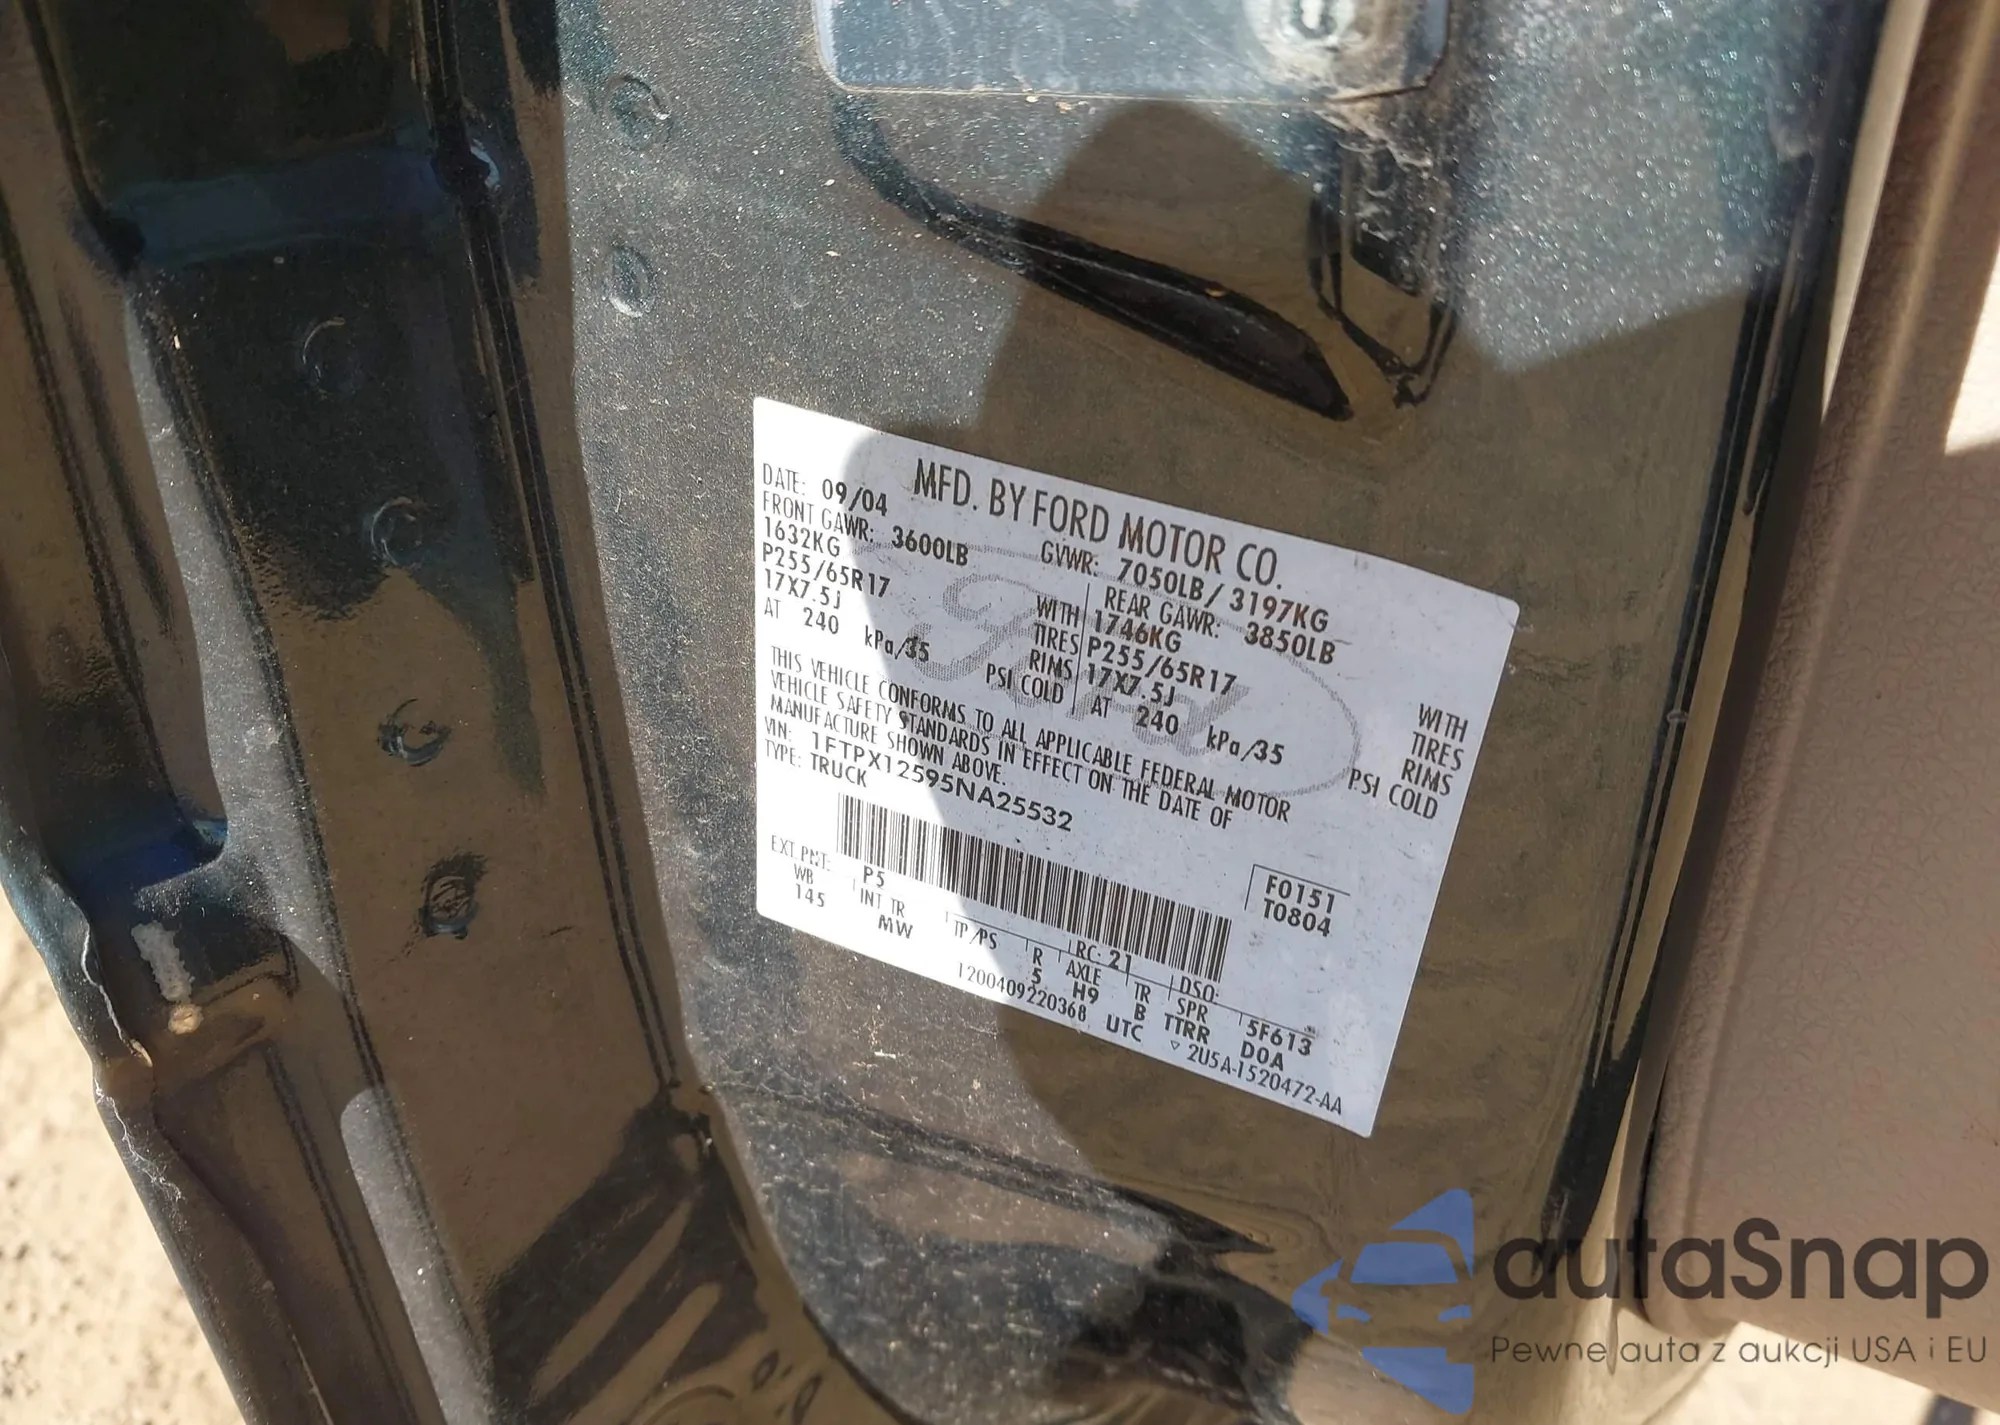 MFD. BY FORD MOTOR CO.
DATE: 09/04 GVWR: 7050LB / 3197KG
FRONT GAWR: 3600LB REAR GAWR: 3850LB
1632KG WITH 1746KG WITH
P255/65R17 TIRES P255/65R17 TIRES
17X7.5J RIMS 17X7.5J RIMS
AT 240 kPa/35 PSI COLD AT 240 kPa/35 PSI COLD
THIS VEHICLE CONFORMS TO ALL APPLICABLE FEDERAL MOTOR
VEHICLE SAFETY STANDARDS IN EFFECT ON THE DATE OF
MANUFACTURE SHOWN ABOVE.
VIN: 1FTPX12595NA25532
TYPE: TRUCK
Ford
F0151
T0804
EXT PNT: P5 RC: 21 DSO:
WB INT TR TP/PS R AXLE TR SPR 5F613
145 MW 5 H9 B TTRR D0A
1200409220368 UTC ▽ 2U5A-1520472-AA
autaSnap
Pewne auta z aukcji USA i EU